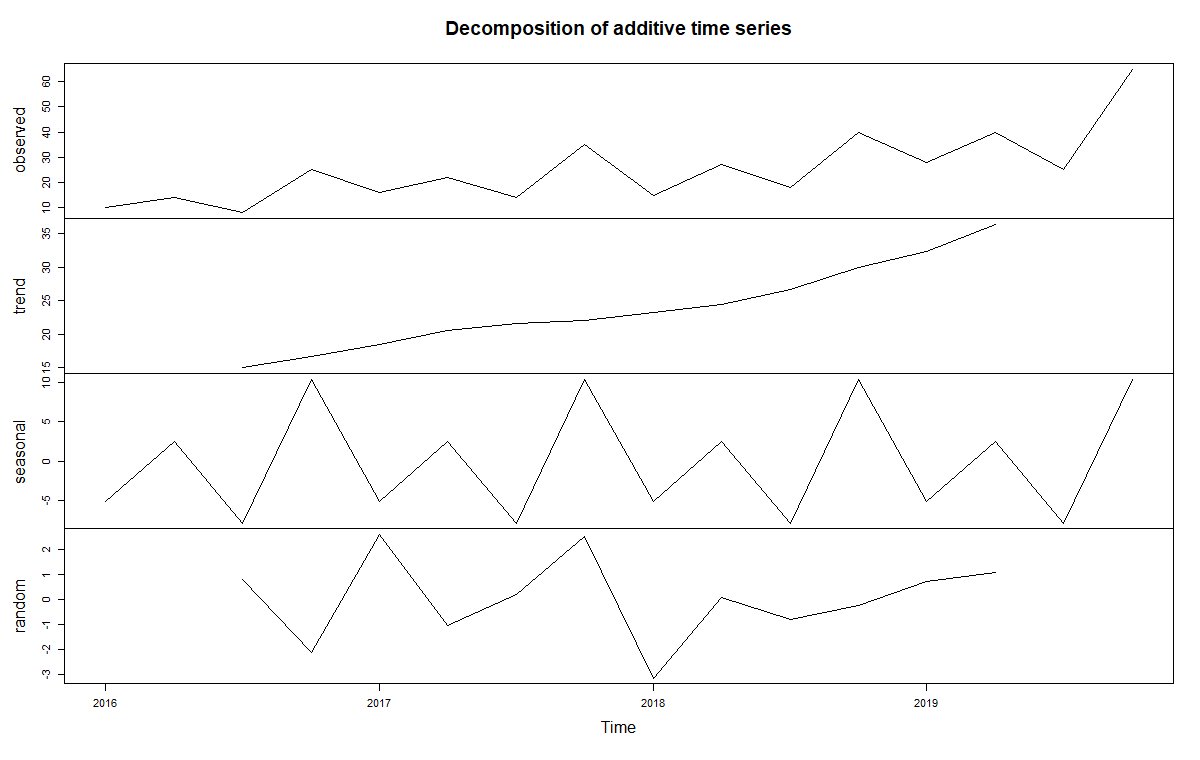 Decomposition of additive time series
observed
10 20 30 40 50 60
trend
15 20 25 30 35
seasonal
-5 0 5 10
random
-3 -2 -1 0 1 2
2016 2017 2018 2019
Time